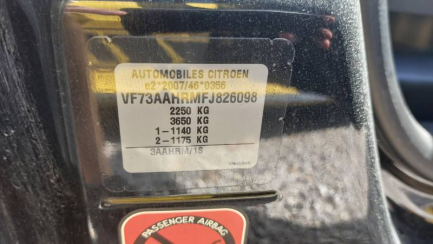 AUTOMOBILES CITROEN
e2*2007/46*0356
VF73AAHRMFJ826098
2250 KG
3650 KG
1-1140 KG
2-1175 KG
3AAHRM/1S
PASSENGER AIRBAG